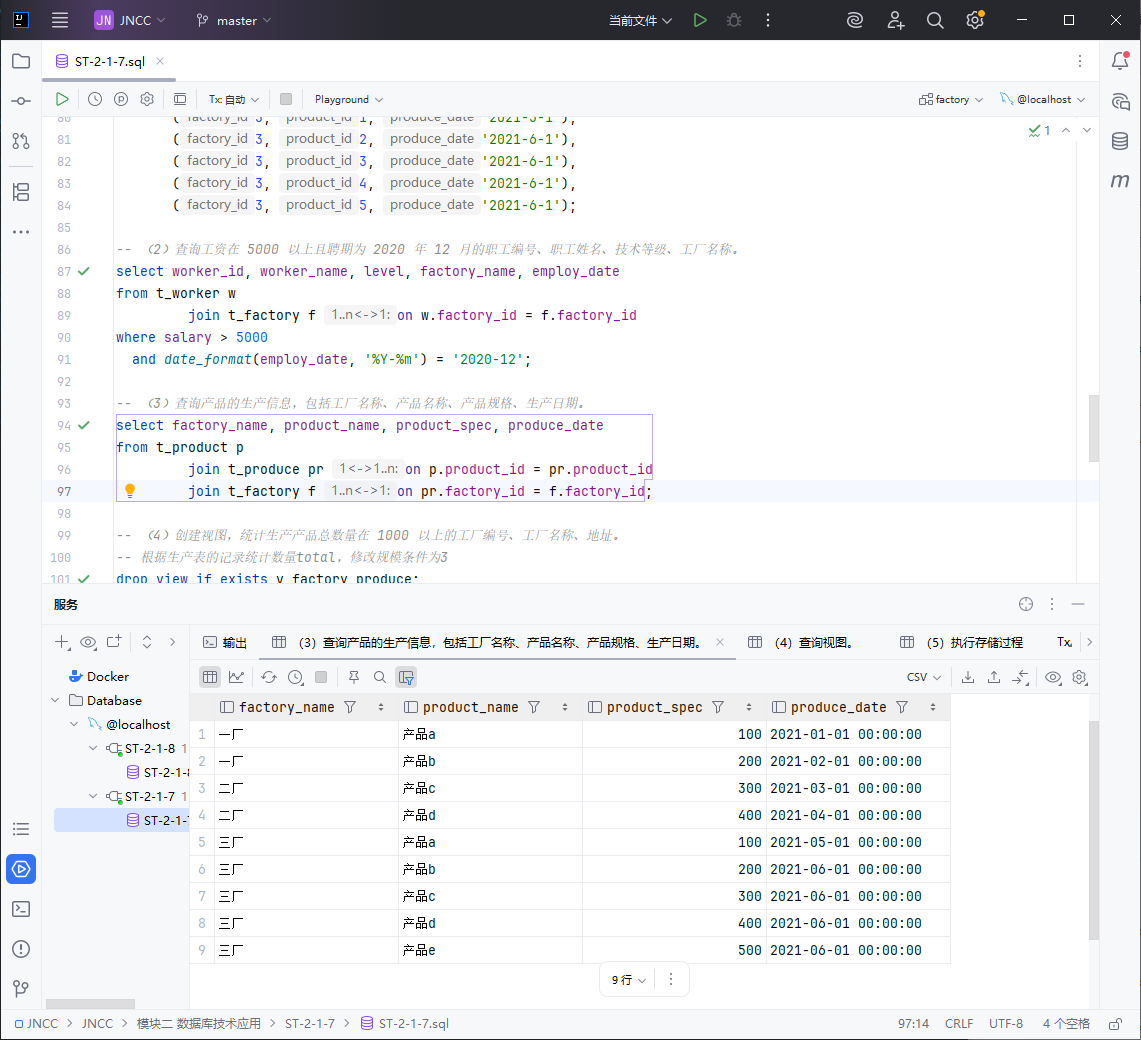 JN JNCC master 当前文件
ST-2-1-7.sql
Tx: 自动 Playground factory @localhost
80 ( factory_id 3, product_id 1, produce_date '2021-5-1'),
81 ( factory_id 3, product_id 2, produce_date '2021-6-1'),
82 ( factory_id 3, product_id 3, produce_date '2021-6-1'),
83 ( factory_id 3, product_id 4, produce_date '2021-6-1'),
84 ( factory_id 3, product_id 5, produce_date '2021-6-1');
1
85
86 -- （2）查询工资在 5000 以上且聘期为 2020 年 12 月的职工编号、职工姓名、技术等级、工厂名称。
87 select worker_id, worker_name, level, factory_name, employ_date
88 from t_worker w
89 join t_factory f 1..n<->1: on w.factory_id = f.factory_id
90 where salary > 5000
91 and date_format(employ_date, '%Y-%m') = '2020-12';
92
93 -- （3）查询产品的生产信息，包括工厂名称、产品名称、产品规格、生产日期。
94 select factory_name, product_name, product_spec, produce_date
95 from t_product p
96 join t_produce pr 1<->1..n: on p.product_id = pr.product_id
97 join t_factory f 1..n<->1: on pr.factory_id = f.factory_id;
98
99 -- （4）创建视图，统计生产产品总数量在 1000 以上的工厂编号、工厂名称、地址。
100 -- 根据生产表的记录统计数量total，修改规模条件为3
101 drop view if exists v_factory_produce;
服务
输出 （3）查询产品的生产信息，包括工厂名称、产品名称、产品规格、生产日期。 （4）查询视图。 （5）执行存储过程 Tx
CSV
Docker
Database
@localhost
ST-2-1-8 1
ST-2-1-8
ST-2-1-7 1
ST-2-1-7
factory_name product_name product_spec produce_date
1 一厂 产品a 100 2021-01-01 00:00:00
2 一厂 产品b 200 2021-02-01 00:00:00
3 二厂 产品c 300 2021-03-01 00:00:00
4 二厂 产品d 400 2021-04-01 00:00:00
5 三厂 产品a 100 2021-05-01 00:00:00
6 三厂 产品b 200 2021-06-01 00:00:00
7 三厂 产品c 300 2021-06-01 00:00:00
8 三厂 产品d 400 2021-06-01 00:00:00
9 三厂 产品e 500 2021-06-01 00:00:00
9 行
JNCC > JNCC > 模块二 数据库技术应用 > ST-2-1-7 > ST-2-1-7.sql 97:14 CRLF UTF-8 4 个空格